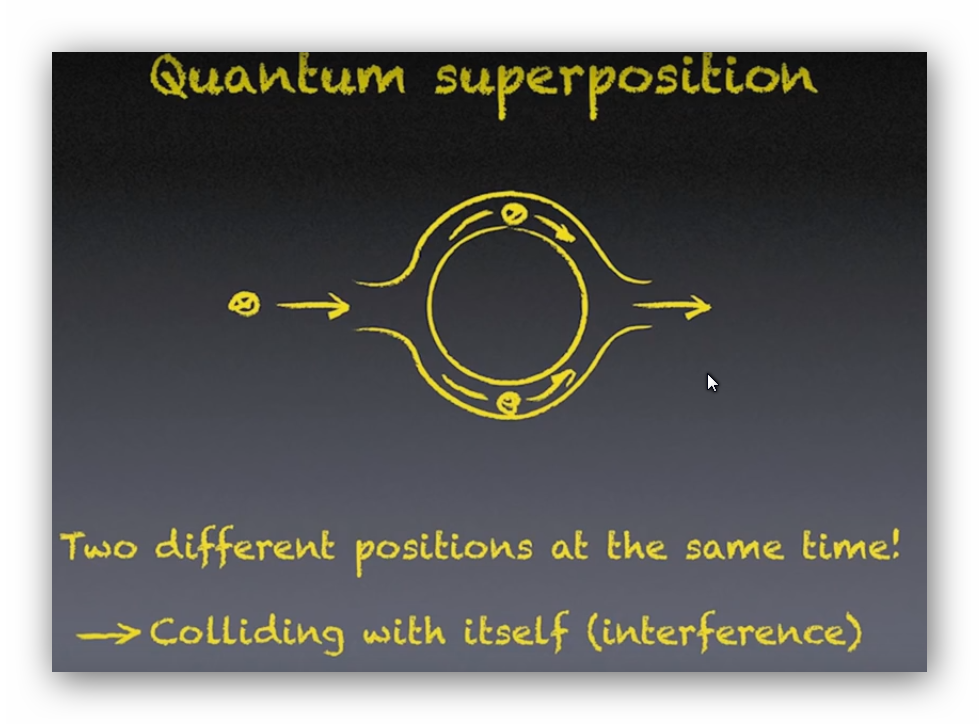 Quantum superposition
Two different positions at the same time!
→ Colliding with itself (interference)